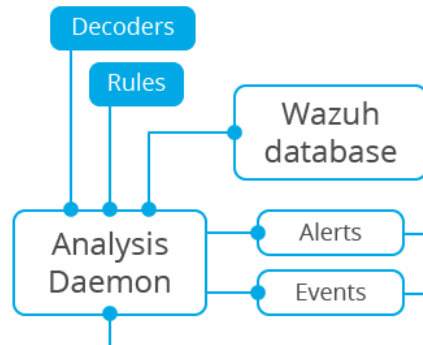 Decoders
Rules
Wazuh
database
Analysis
Daemon
Alerts
Events